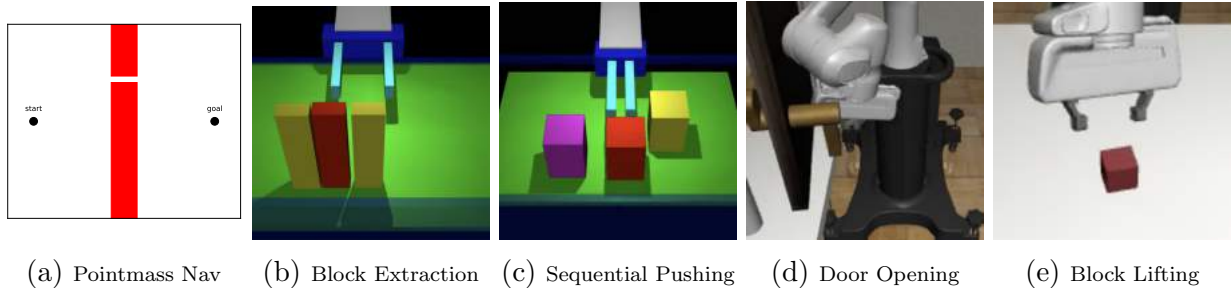 start
goal
(a) Pointmass Nav
(b) Block Extraction
(c) Sequential Pushing
(d) Door Opening
(e) Block Lifting